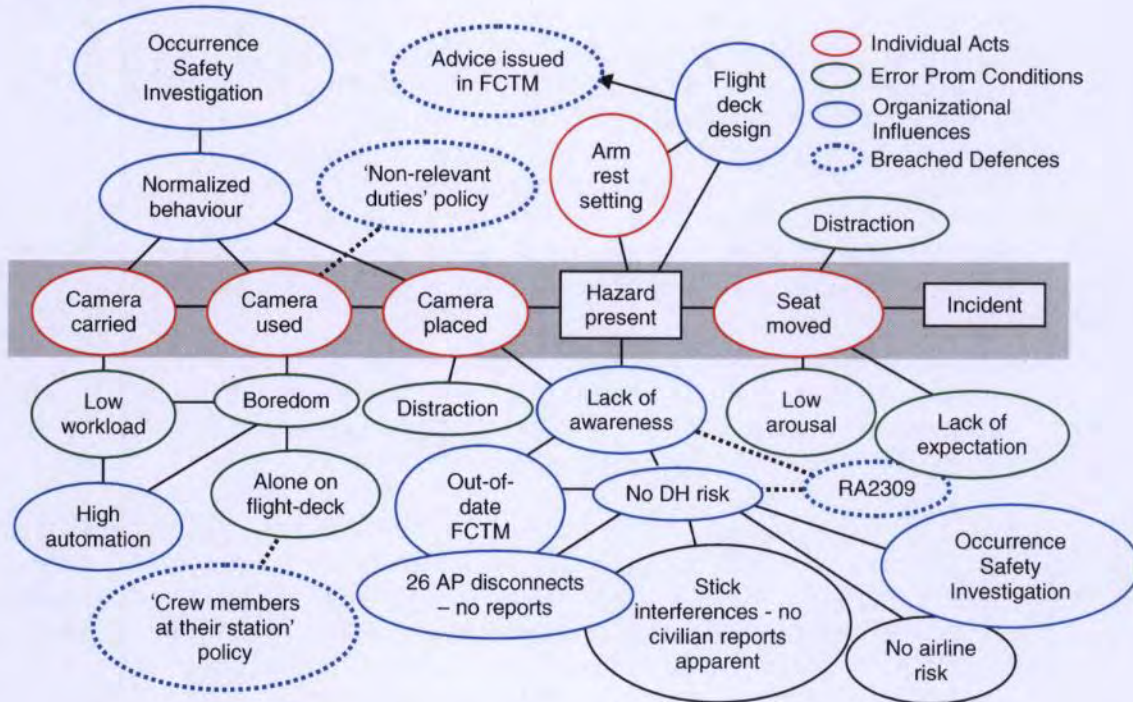 Occurrence
Safety
Investigation
Advice issued
in FCTM
Flight
deck
design
Individual Acts
Error Prom Conditions
Organizational
Influences
Breached Defences
Normalized
behaviour
'Non-relevant
duties' policy
Arm
rest
setting
Distraction
Camera
carried
Camera
used
Camera
placed
Hazard
present
Seat
moved
Incident
Low
workload
Boredom
Distraction
Lack of
awareness
Low
arousal
Lack of
expectation
High
automation
Alone on
flight-deck
Out-of-
date
FCTM
No DH risk
RA2309
'Crew members
at their station'
policy
26 AP disconnects
– no reports
Stick
interferences - no
civilian reports
apparent
No airline
risk
Occurrence
Safety
Investigation